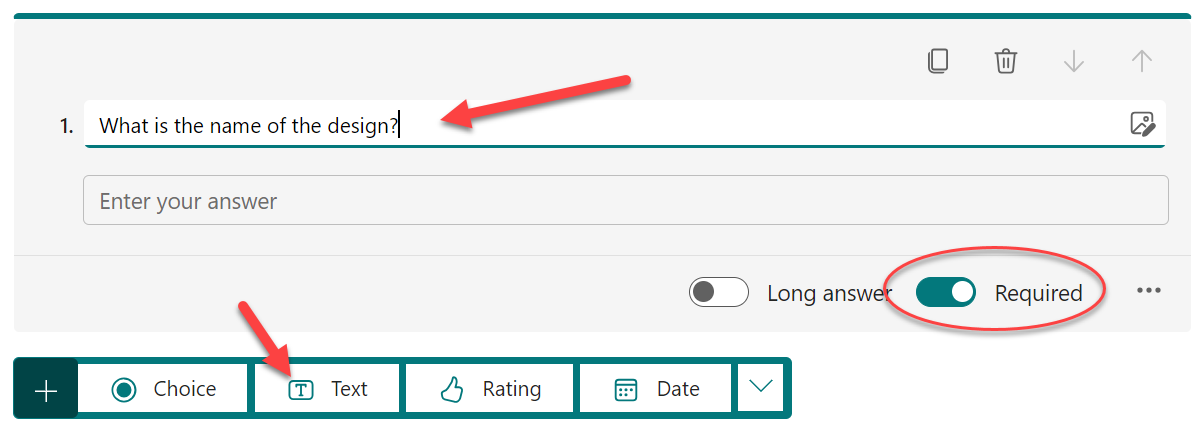 1. What is the name of the design?
Enter your answer
Long answer Required
Choice Text Rating Date